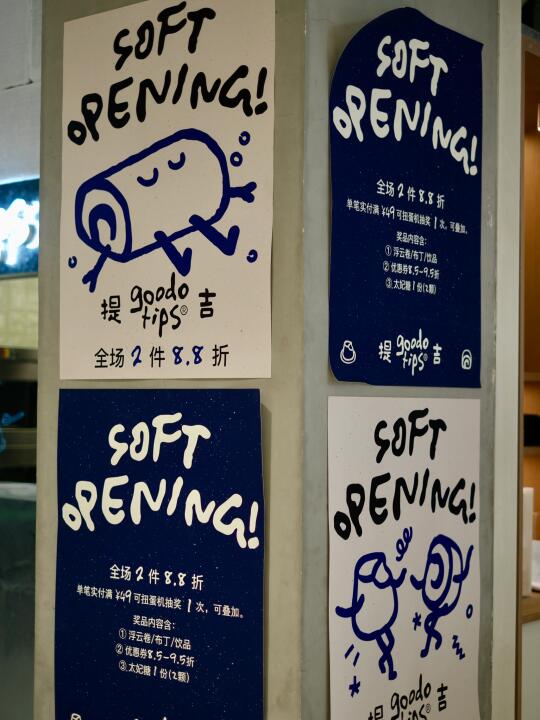 SOFT
OPENING!
提 goodo tips® 吉
全场 2 件 8.8 折
SOFT
OPENING!
全场 2 件 8.8 折
单笔实付满 ¥49 可扭蛋机抽奖 1 次，可叠加。
奖品内容含：
① 浮云卷/布丁/饮品
② 优惠券8.5-9.5折
③ 太妃糖 1 份(2颗)
提 goodo tips® 吉
SOFT
OPENING!
全场 2 件 8.8 折
单笔实付满 ¥49 可扭蛋机抽奖 1 次，可叠加。
奖品内容含：
① 浮云卷/布丁/饮品
② 优惠券8.5-9.5折
③ 太妃糖 1 份(2颗)
SOFT
OPENING!
zzz
提 goodo tips® 吉